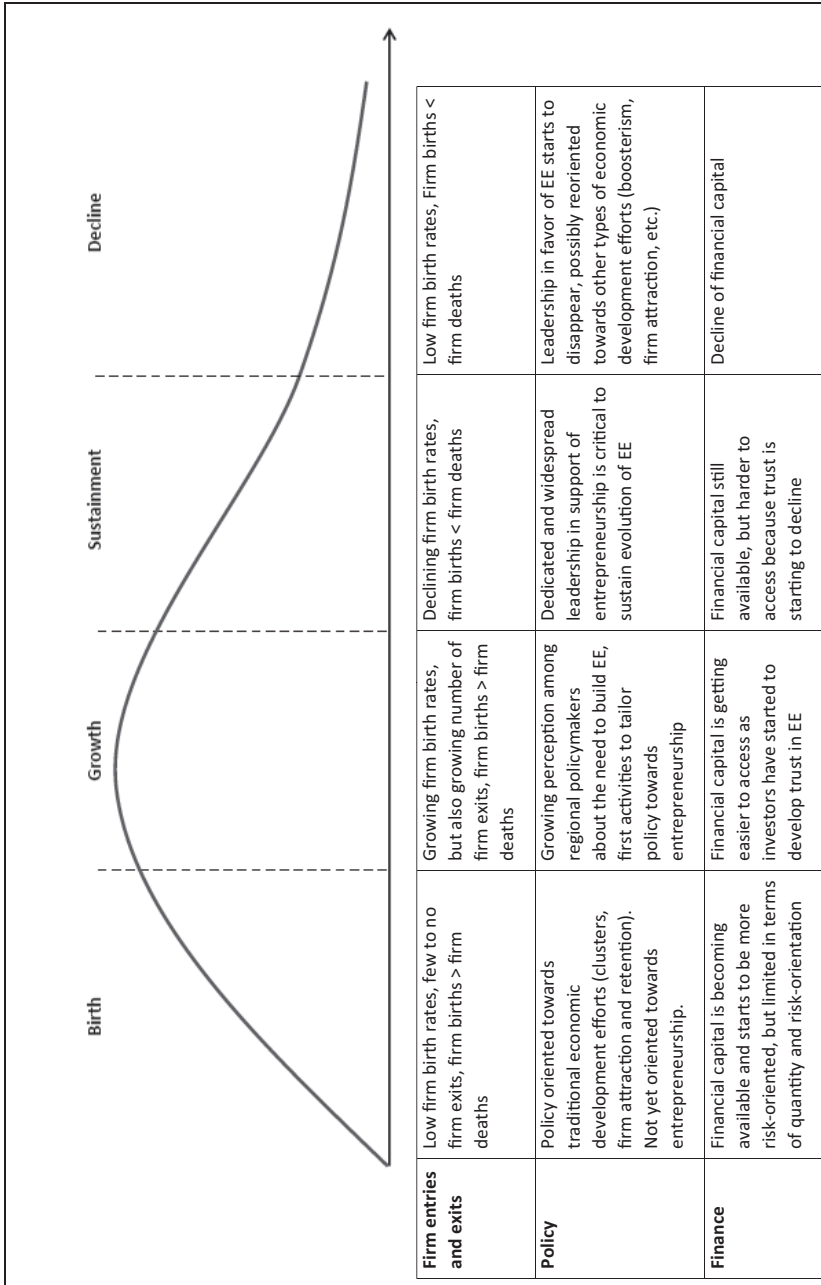 Birth
Growth
Sustainment
Decline
Firm entries
and exits
Low firm birth rates, few to no
firm exits, firm births > firm
deaths
Growing firm birth rates,
but also growing number of
firm exits, firm births > firm
deaths
Declining firm birth rates,
firm births < firm deaths
Low firm birth rates, Firm births <
firm deaths
Policy
Policy oriented towards
traditional economic
development efforts (clusters,
firm attraction and retention).
Not yet oriented towards
entrepreneurship.
Growing perception among
regional policymakers
about the need to build EE,
first activities to tailor
policy towards
entrepreneurship
Dedicated and widespread
leadership in support of
entrepreneurship is critical to
sustain evolution of EE
Leadership in favor of EE starts to
disappear, possibly reoriented
towards other types of economic
development efforts (boosterism,
firm attraction, etc.)
Finance
Financial capital is becoming
available and starts to be more
risk-oriented, but limited in terms
of quantity and risk-orientation
Financial capital is getting
easier to access as
investors have started to
develop trust in EE
Financial capital still
available, but harder to
access because trust is
starting to decline
Decline of financial capital